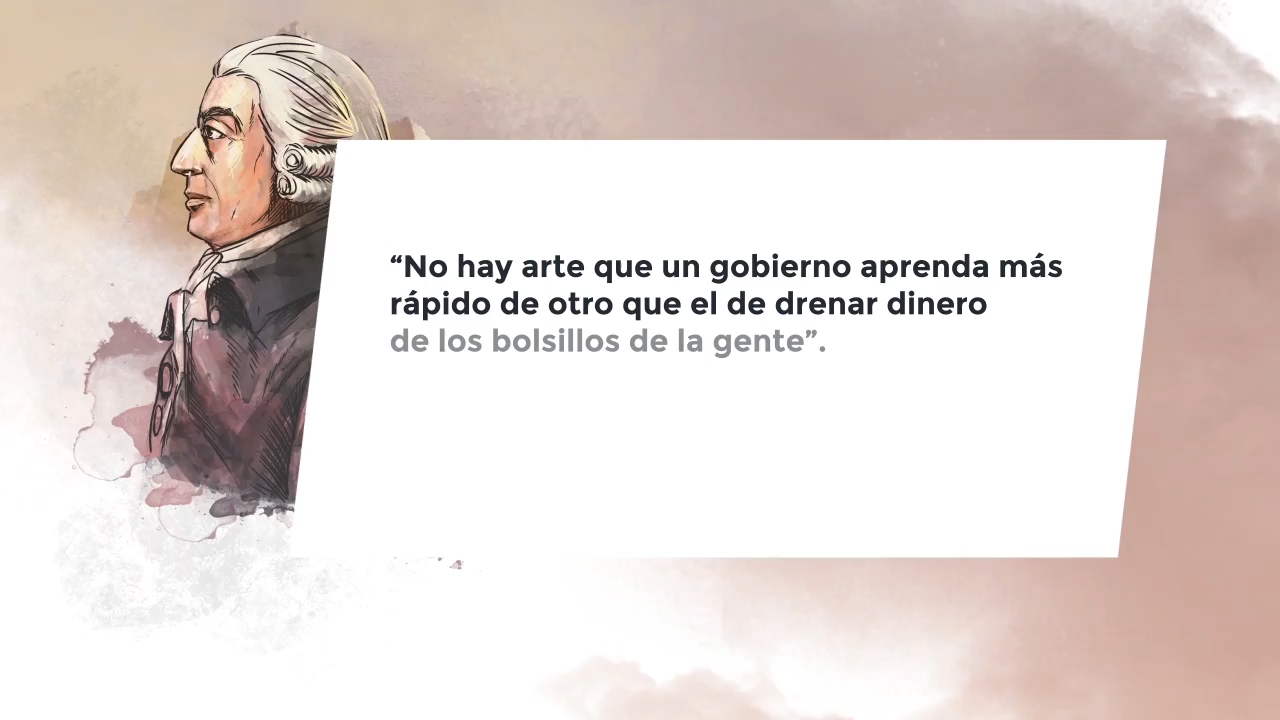 “No hay arte que un gobierno aprenda más
rápido de otro que el de drenar dinero
de los bolsillos de la gente”.